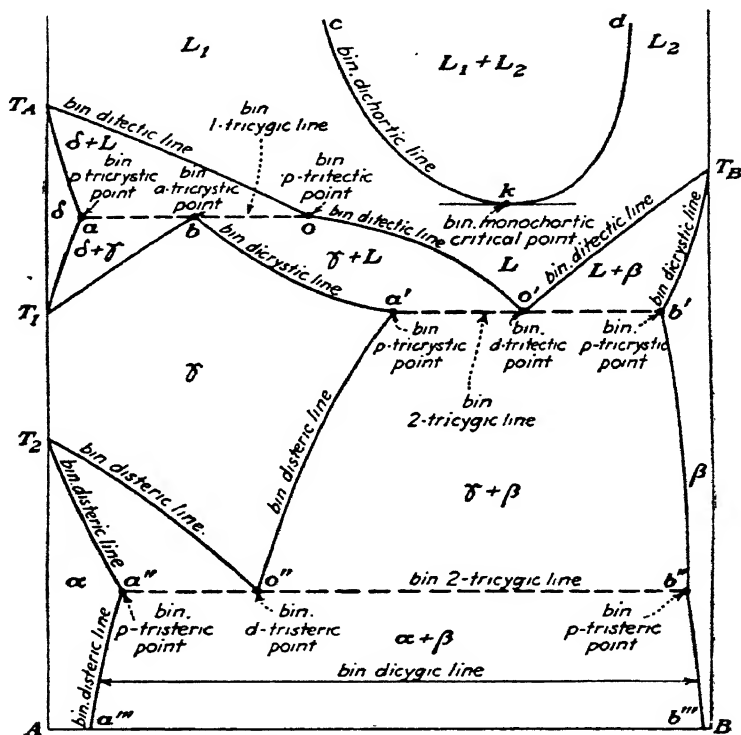 c
d
L₁
L₁+L₂
L₂
bin. dichortic line
T_A
bin ditectic line
bin
1-tricygic line
δ+L
bin
p-tricrystic
point
bin
a-tricrystic
point
bin
p-tritectic
point
k
T_B
bin. monochortic
critical point
δ
a
b
o
bin ditectic line
bin. ditectic line
δ+γ
bin dicrystic line
γ+L
L
L+β
bin dicrystic line
T₁
a'
o'
b'
bin
p-tricrystic
point
bin.
d-tritectic
point
bin.
p-tricrystic
point
γ
bin
2-tricygic line
bin disteric line
T₂
bin disteric line.
bin.disteric line
γ+β
β
α
a"
o"
bin 2-tricygic line
b"
bin.
p-tristeric
point
bin.
d-tristeric
point
bin
p-tristeric
point
α+β
bin dicygic line
bin. disteric line
A
a'''
b'''
B